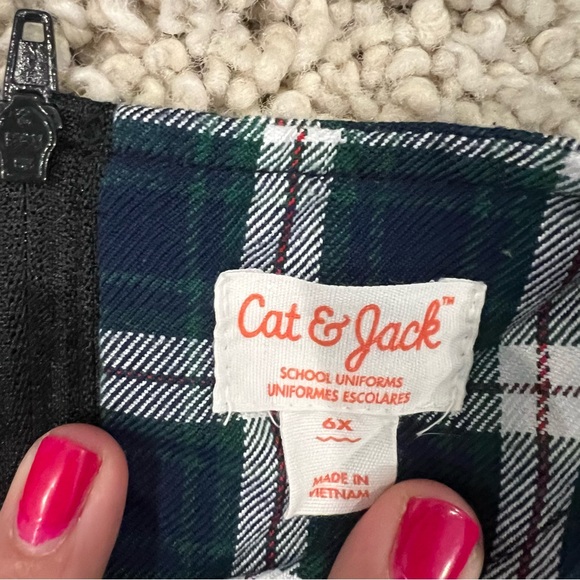 Cat & Jack™
SCHOOL UNIFORMS
UNIFORMES ESCOLARES
6X
MADE IN
VIETNAM